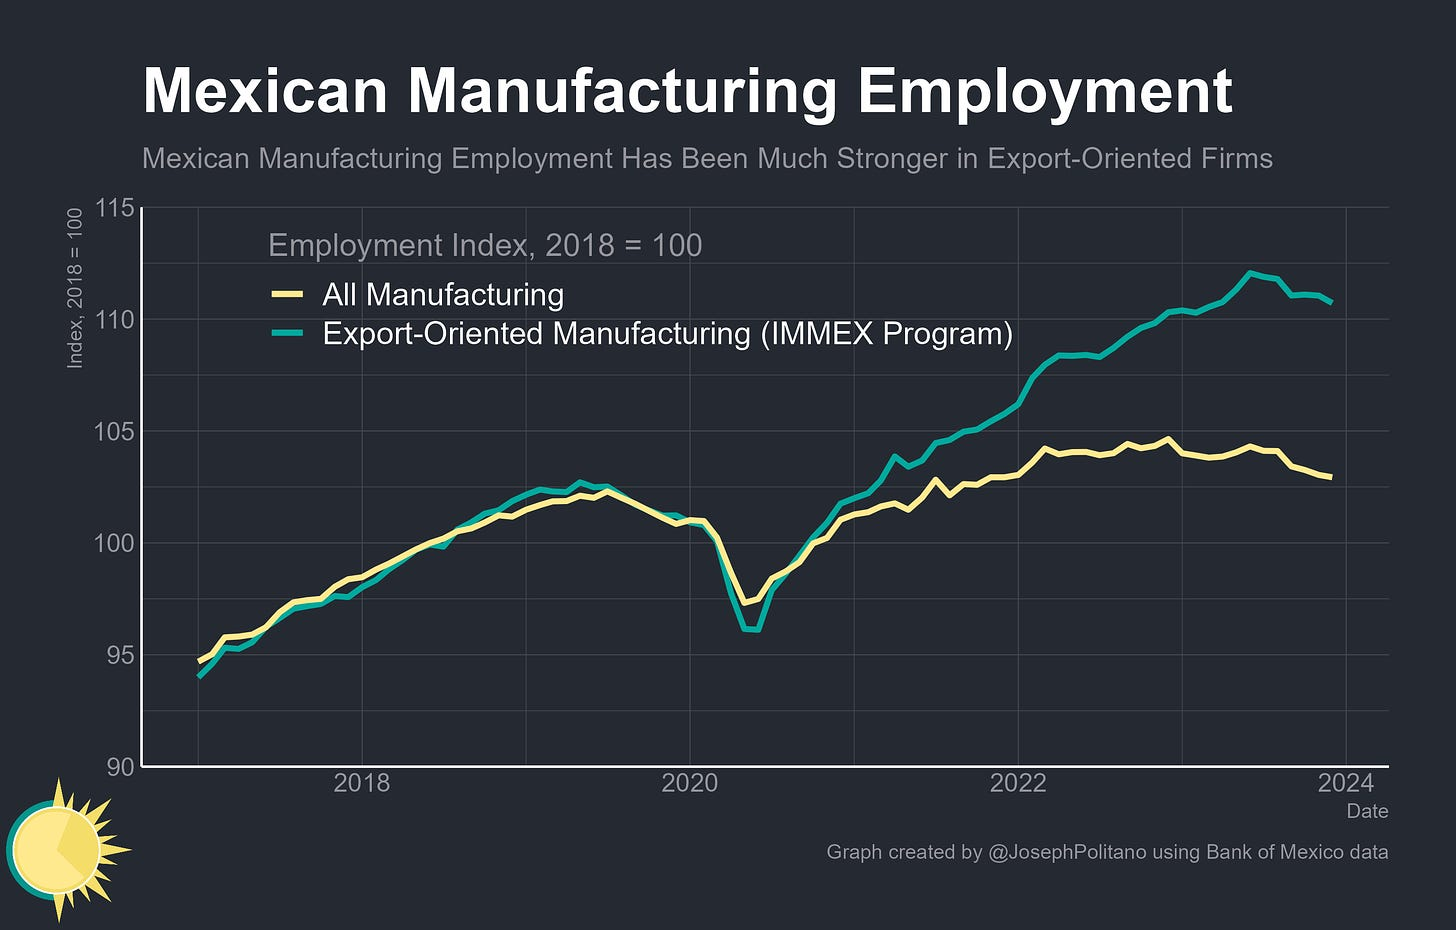 Mexican Manufacturing Employment
Mexican Manufacturing Employment Has Been Much Stronger in Export-Oriented Firms
Index, 2018 = 100
115
110
105
100
95
90
Employment Index, 2018 = 100
All Manufacturing
Export-Oriented Manufacturing (IMMEX Program)
2018
2020
2022
2024
Date
Graph created by @JosephPolitano using Bank of Mexico data